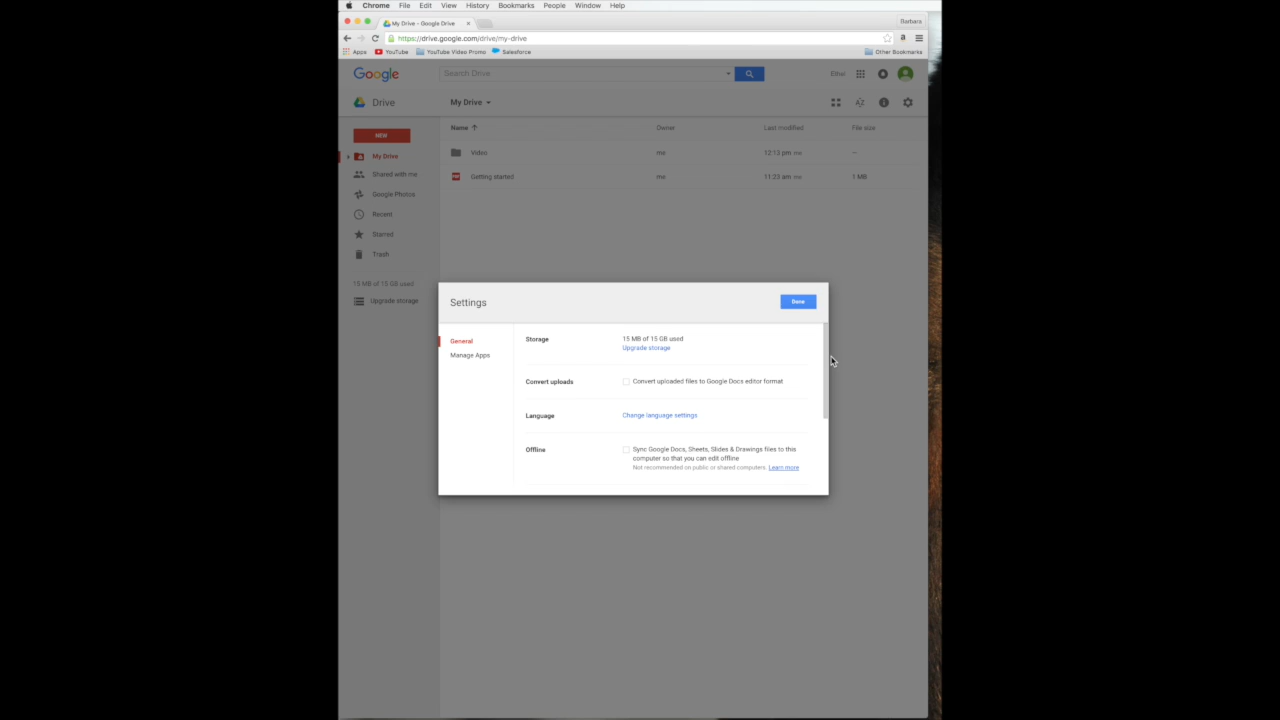 Chrome File Edit View History Bookmarks People Window Help
My Drive - Google Drive
Barbara
https://drive.google.com/drive/my-drive
Apps YouTube YouTube Video Promo Salesforce Other Bookmarks
Google Search Drive
Drive My Drive
NEW
My Drive
Shared with me
Google Photos
Recent
Starred
Trash
15 MB of 15 GB used
Upgrade storage
Name Owner Last modified File size
Video me 12:13 pm me —
Getting started me 11:23 am me 1 MB
Settings Done
General
Manage Apps
Storage 15 MB of 15 GB used
Upgrade storage
Convert uploads Convert uploaded files to Google Docs editor format
Language Change language settings
Offline Sync Google Docs, Sheets, Slides & Drawings files to this
computer so that you can edit offline
Not recommended on public or shared computers. Learn more